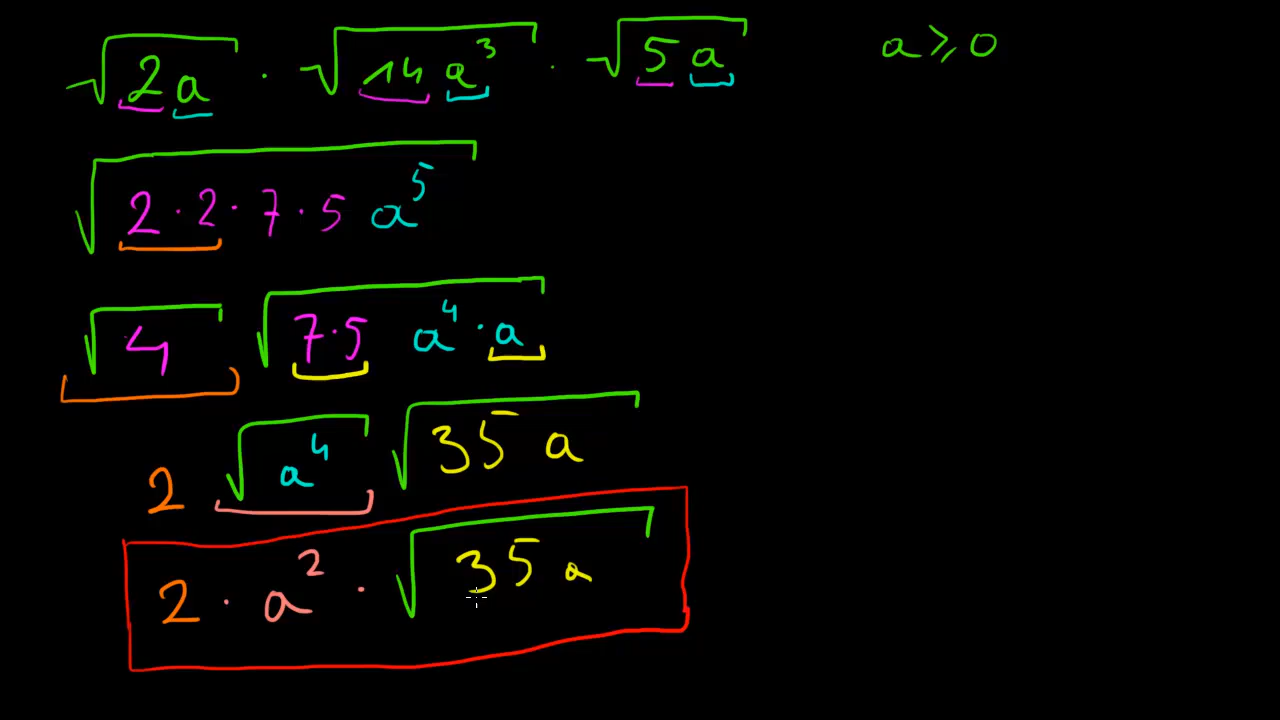 √2a · √14a³ · √5a a ⩾ 0
√2·2·7·5 a⁵
√4 √7·5 a⁴·a
2 √a⁴ √35 a
2 · a² · √35 a